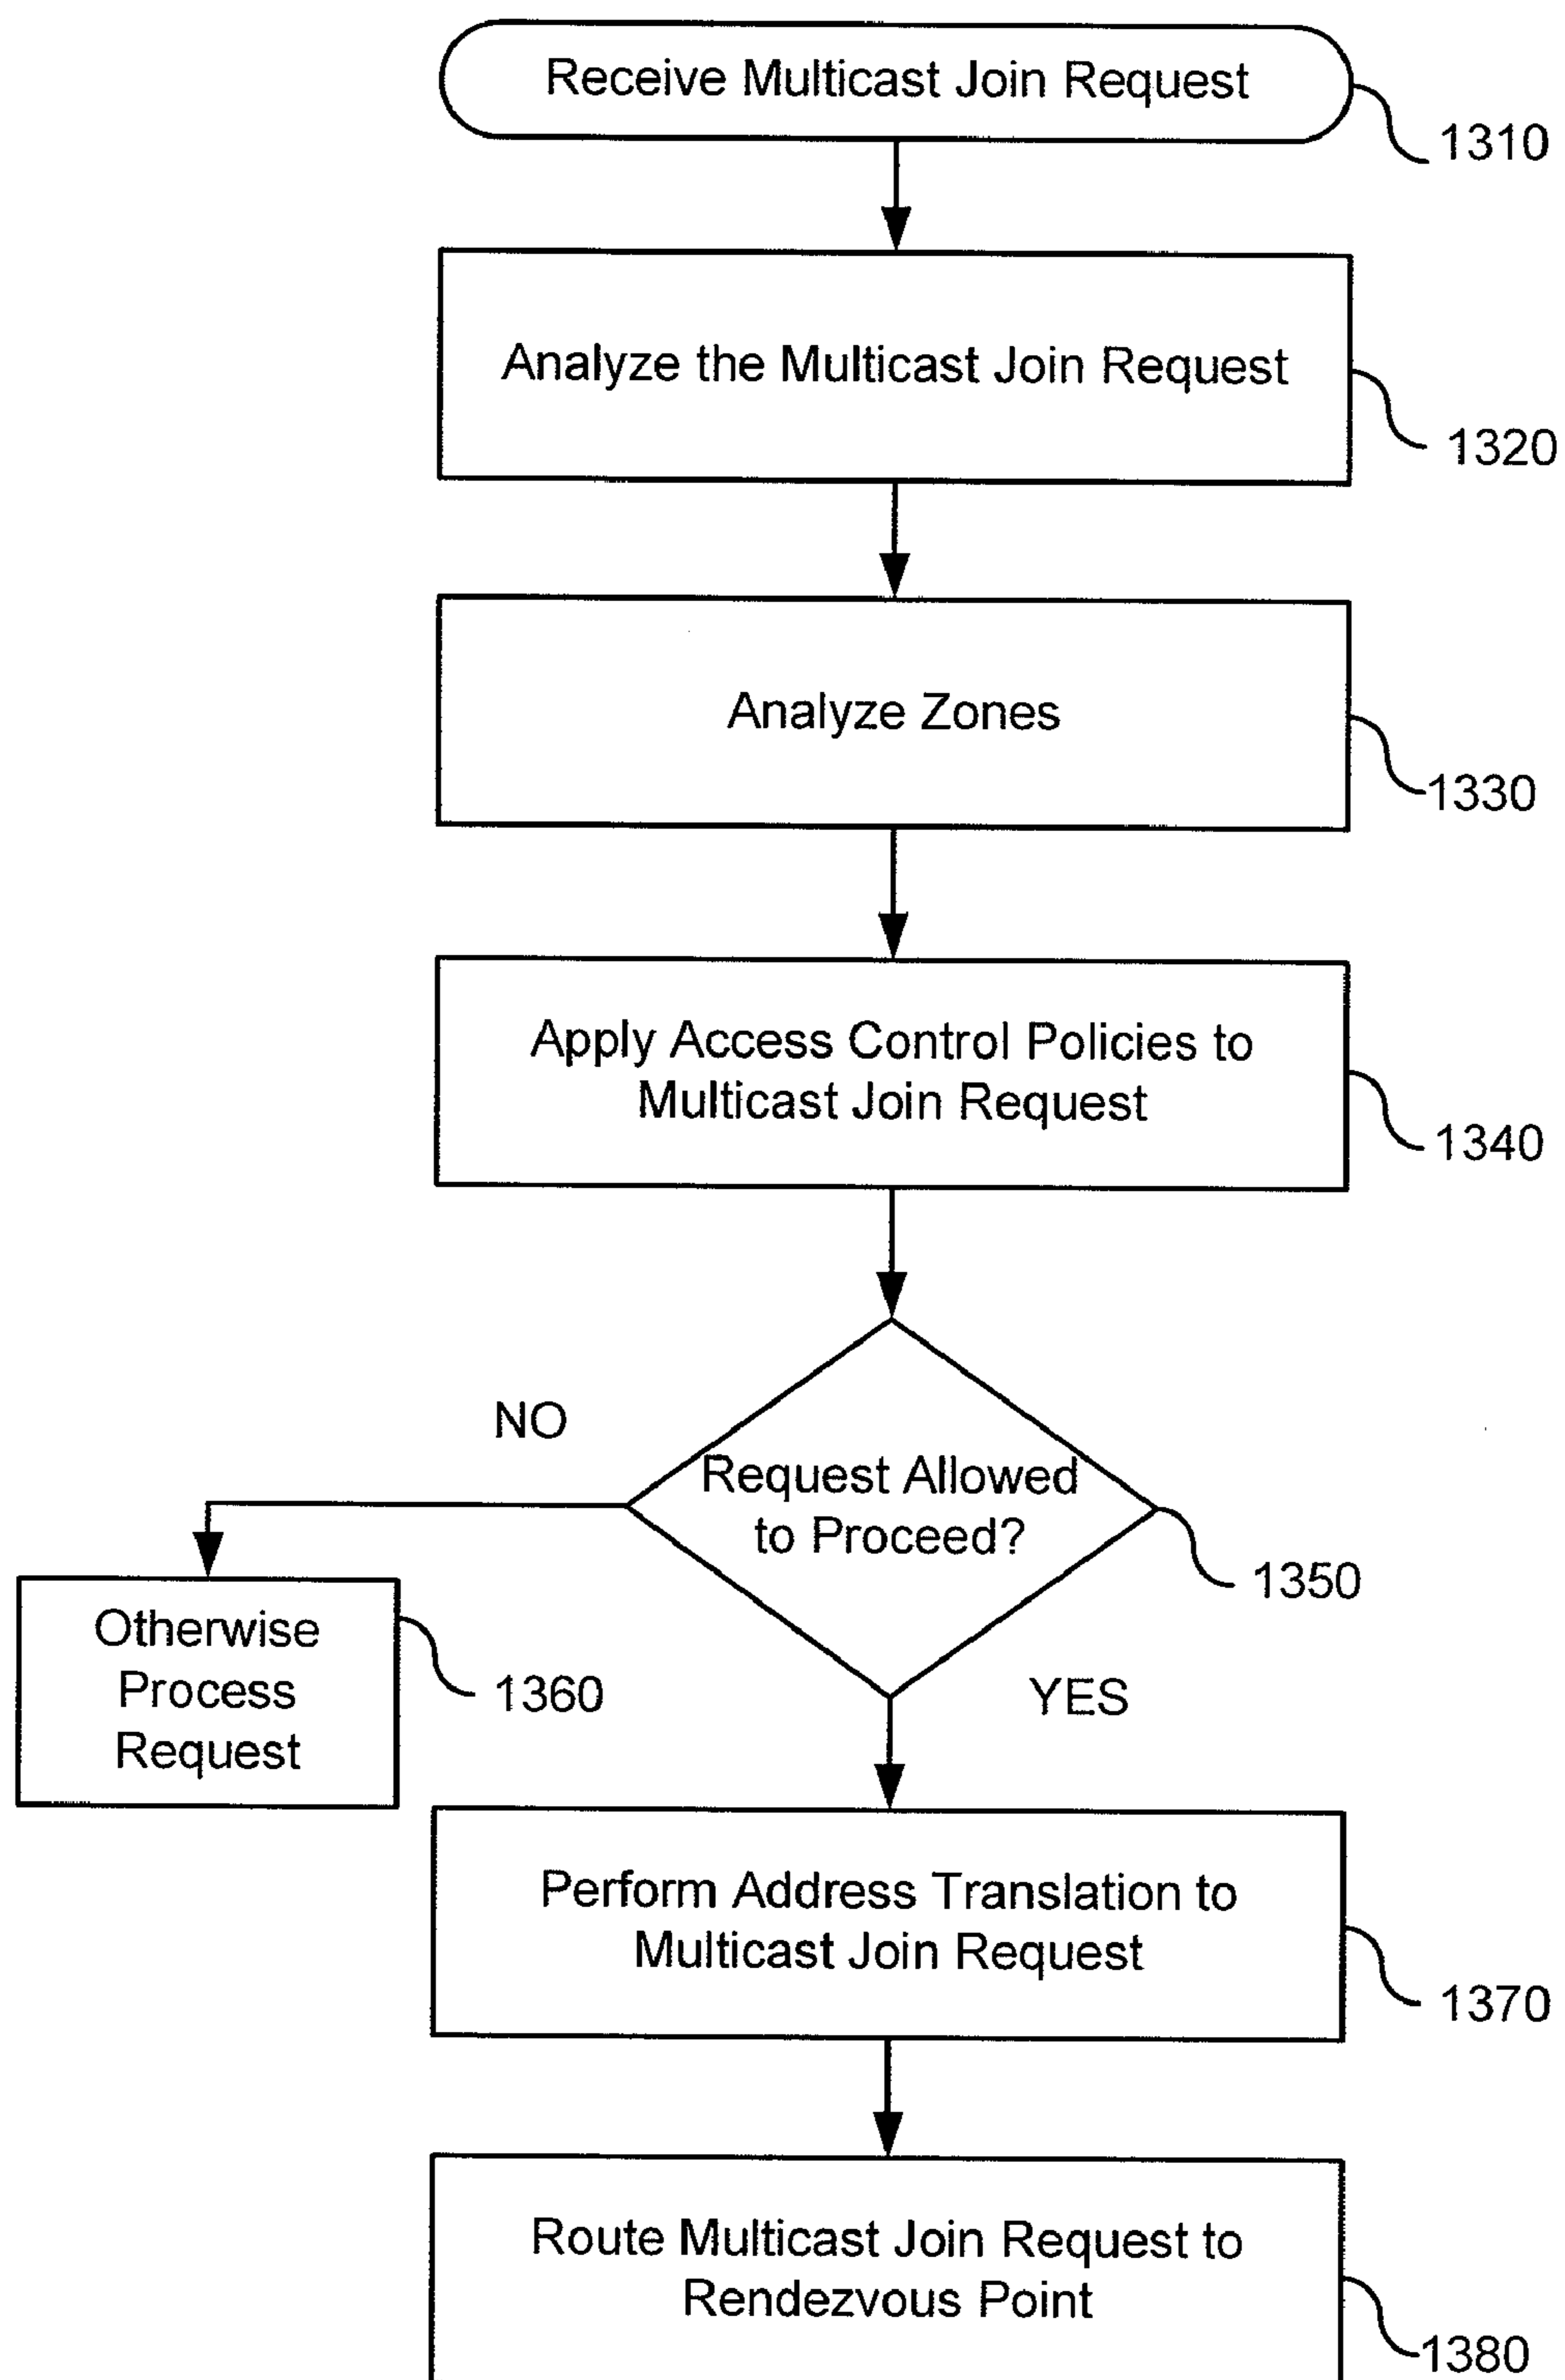 Receive Multicast Join Request
1310
Analyze the Multicast Join Request
1320
Analyze Zones
1330
Apply Access Control Policies to
Multicast Join Request
1340
NO
Request Allowed
to Proceed?
1350
Otherwise
Process
Request
1360
YES
Perform Address Translation to
Multicast Join Request
1370
Route Multicast Join Request to
Rendezvous Point
1380